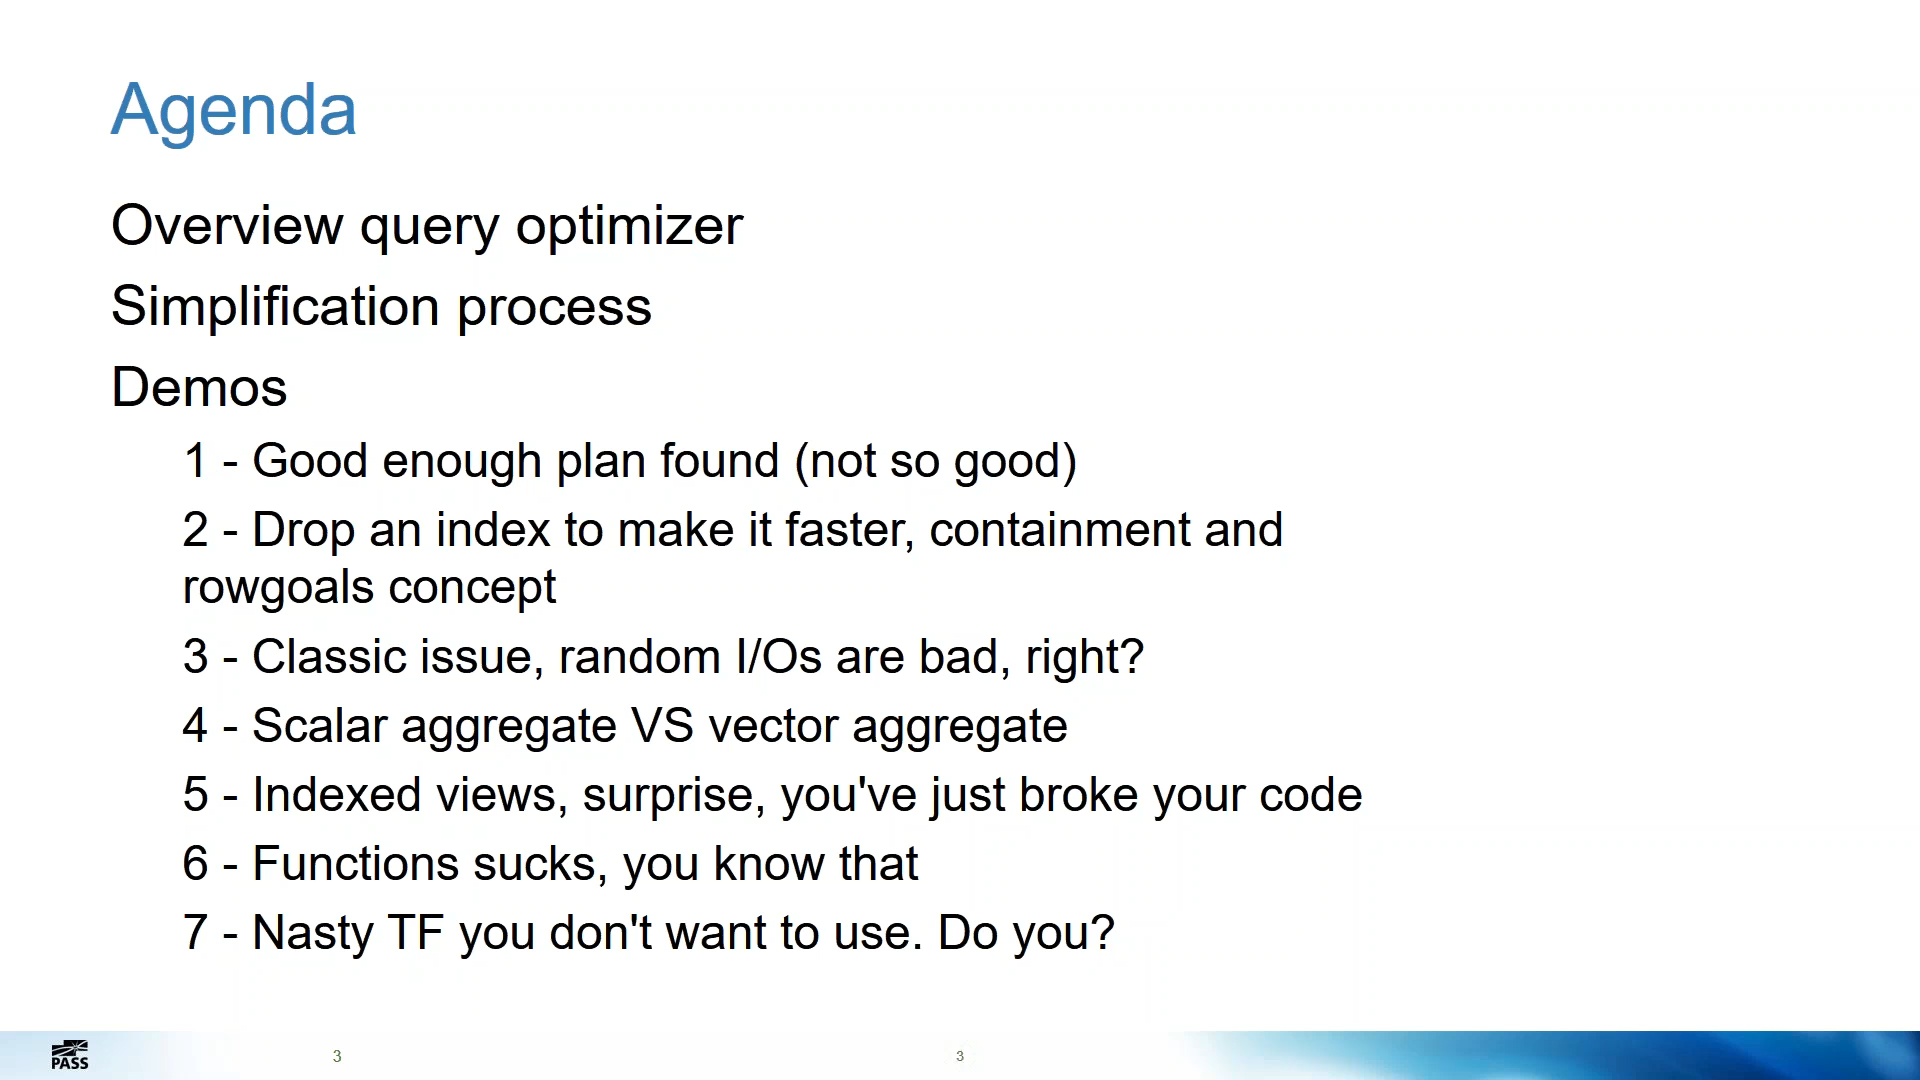 Agenda
Overview query optimizer
Simplification process
Demos
1 - Good enough plan found (not so good)
2 - Drop an index to make it faster, containment and
rowgoals concept
3 - Classic issue, random I/Os are bad, right?
4 - Scalar aggregate VS vector aggregate
5 - Indexed views, surprise, you've just broke your code
6 - Functions sucks, you know that
7 - Nasty TF you don't want to use. Do you?
PASS
3
3